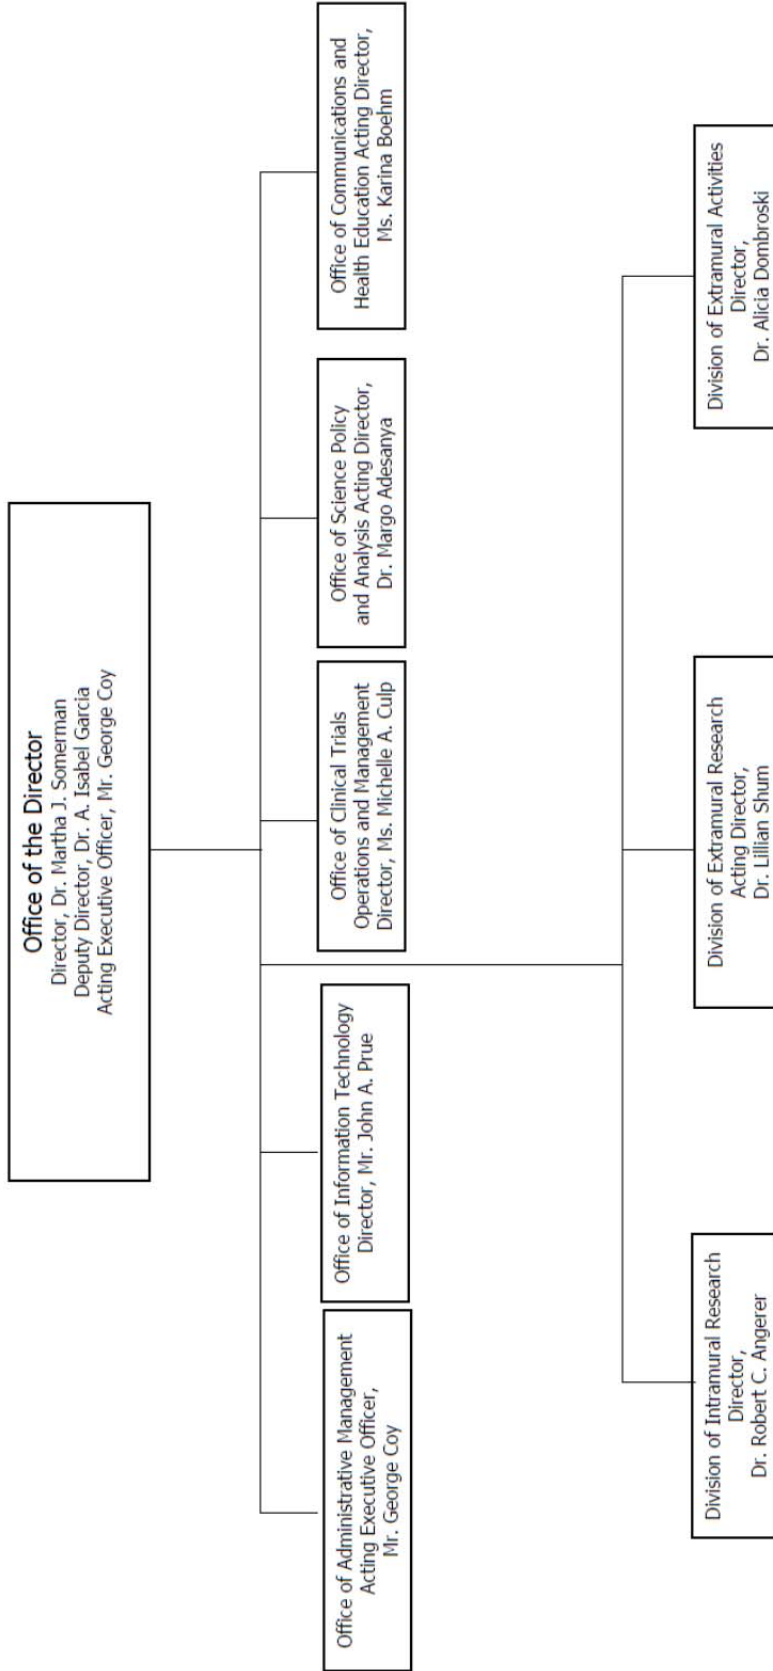 Office of the Director
Director, Dr. Martha J. Somerman
Deputy Director, Dr. A. Isabel Garcia
Acting Executive Officer, Mr. George Coy
Office of Administrative Management
Acting Executive Officer,
Mr. George Coy
Office of Information Technology
Director, Mr. John A. Prue
Office of Clinical Trials
Operations and Management
Director, Ms. Michelle A. Culp
Office of Science Policy
and Analysis Acting Director,
Dr. Margo Adesanya
Office of Communications and
Health Education Acting Director,
Ms. Karina Boehm
Division of Intramural Research
Director,
Dr. Robert C. Angerer
Division of Extramural Research
Acting Director,
Dr. Lillian Shum
Division of Extramural Activities
Director,
Dr. Alicia Dombroski